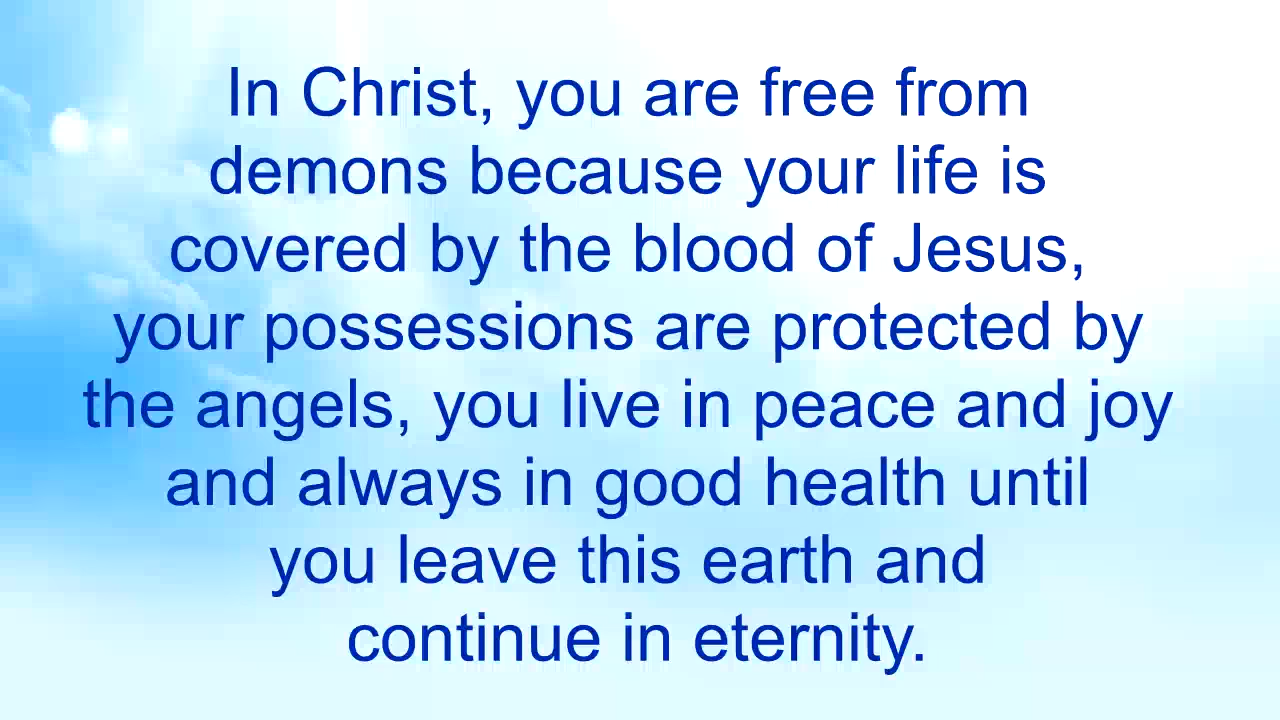 In Christ, you are free from
demons because your life is
covered by the blood of Jesus,
your possessions are protected by
the angels, you live in peace and joy
and always in good health until
you leave this earth and
continue in eternity.